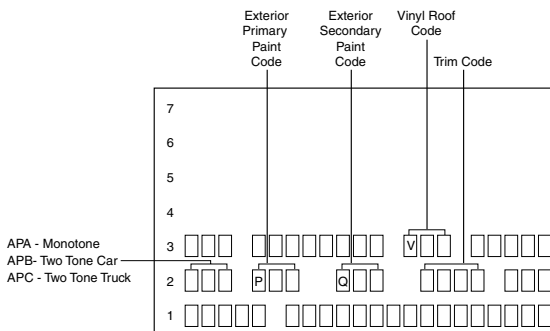 Exterior Primary Paint Code
Exterior Secondary Paint Code
Vinyl Roof Code
Trim Code
7
6
5
4
APA - Monotone
APB- Two Tone Car
APC - Two Tone Truck
3
V
2
P
Q
1